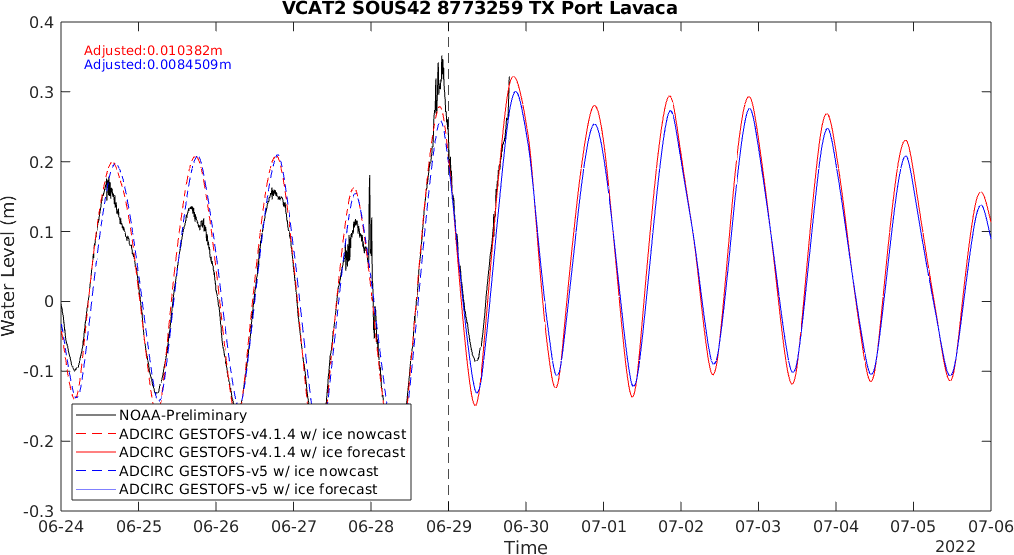 VCAT2 SOUS42 8773259 TX Port Lavaca
Adjusted:0.010382m
Adjusted:0.0084509m
Water Level (m)
0.4
0.3
0.2
0.1
0
-0.1
-0.2
-0.3
NOAA-Preliminary
ADCIRC GESTOFS-v4.1.4 w/ ice nowcast
ADCIRC GESTOFS-v4.1.4 w/ ice forecast
ADCIRC GESTOFS-v5 w/ ice nowcast
ADCIRC GESTOFS-v5 w/ ice forecast
06-24 06-25 06-26 06-27 06-28 06-29 06-30 07-01 07-02 07-03 07-04 07-05 07-06
Time
2022